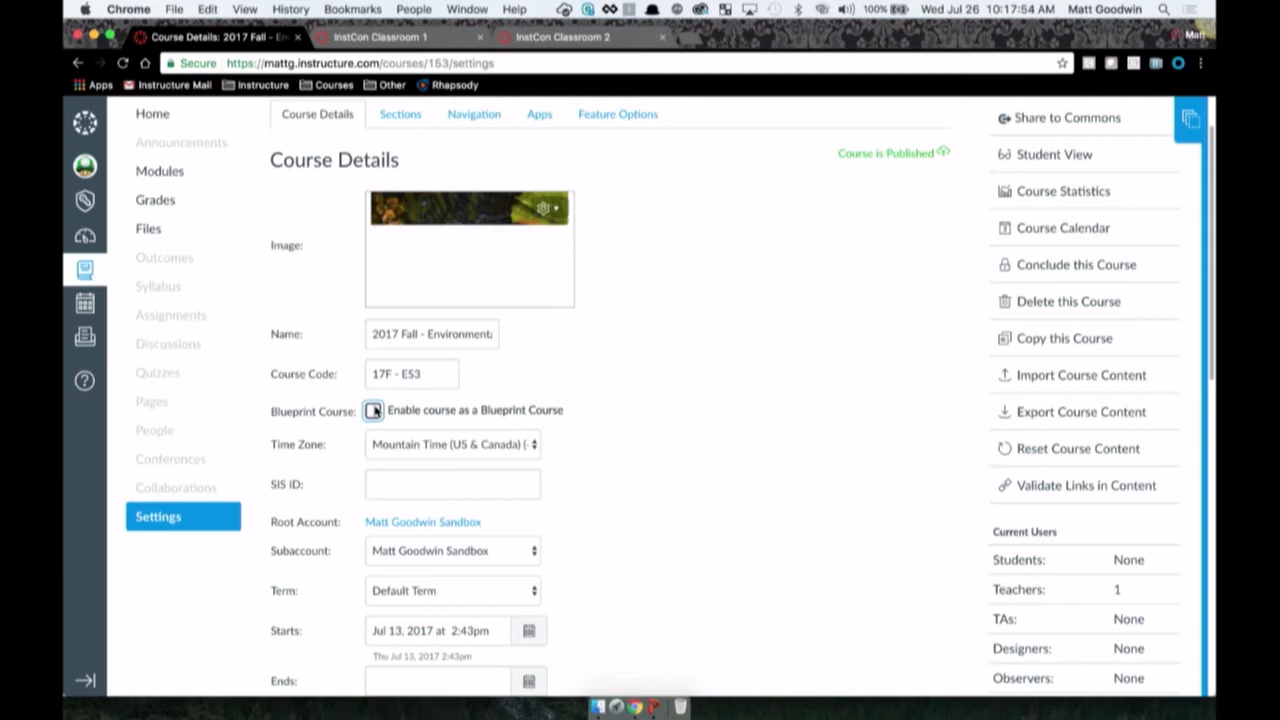 Chrome File Edit View History Bookmarks People Window Help 100% Wed Jul 26 10:17:54 AM Matt Goodwin
Course Details: 2017 Fall - En InstCon Classroom 1 InstCon Classroom 2 Matt
Secure https://mattg.instructure.com/courses/153/settings
Apps Instructure Mail Instructure Courses Other Rhapsody
Home
Announcements
Modules
Grades
Files
Outcomes
Syllabus
Assignments
Discussions
Quizzes
Pages
People
Conferences
Collaborations
Settings
Course Details Sections Navigation Apps Feature Options
Course Details
Course is Published
Image:
Name: 2017 Fall - Environmenta
Course Code: 17F - ES3
Blueprint Course: Enable course as a Blueprint Course
Time Zone: Mountain Time (US & Canada) (-
SIS ID:
Root Account: Matt Goodwin Sandbox
Subaccount: Matt Goodwin Sandbox
Term: Default Term
Starts: Jul 13, 2017 at 2:43pm
Thu Jul 13, 2017 2:43pm
Ends:
Share to Commons
Student View
Course Statistics
Course Calendar
Conclude this Course
Delete this Course
Copy this Course
Import Course Content
Export Course Content
Reset Course Content
Validate Links in Content
Current Users
Students: None
Teachers: 1
TAs: None
Designers: None
Observers: None